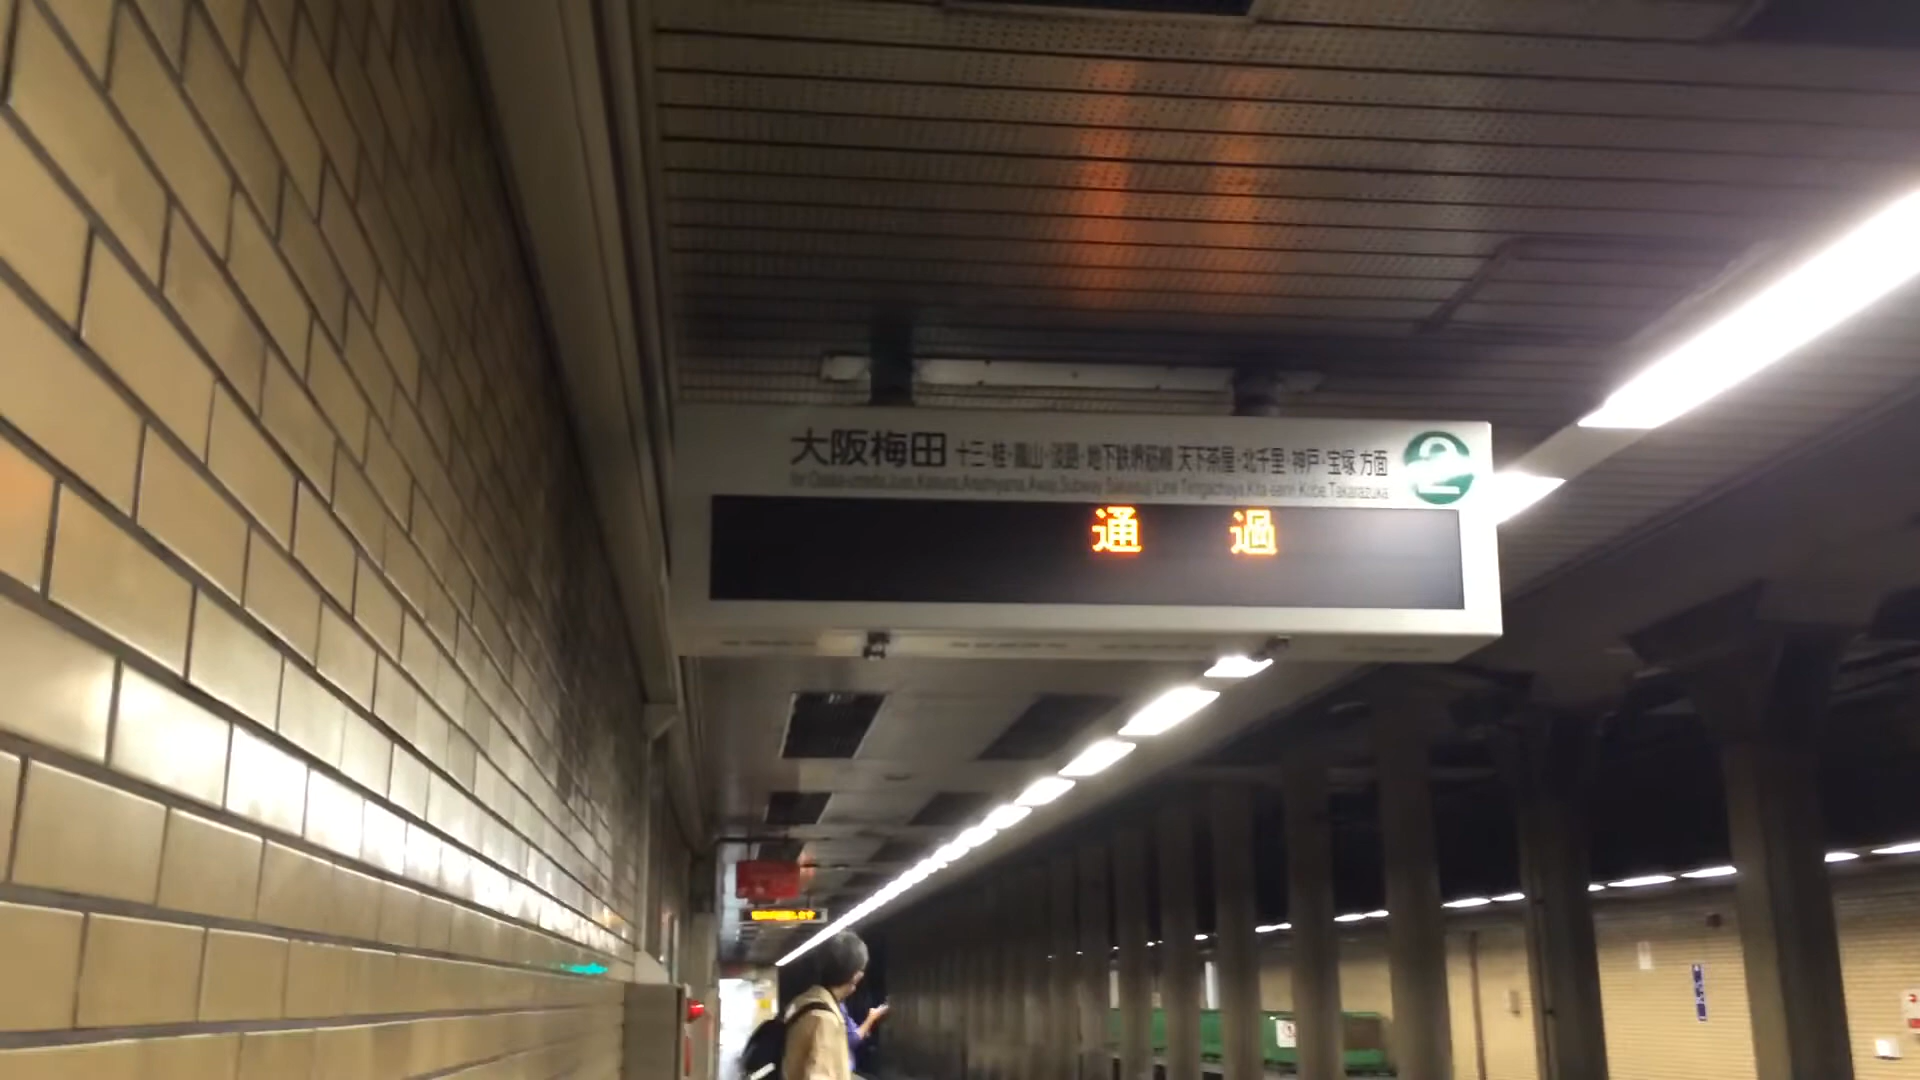 大阪梅田 十三・桂・嵐山・淡路・地下鉄堺筋線 天下茶屋・北千里・神戸・宝塚 方面 2
for Osaka-umeda,Juso,Katsura,Arashiyama,Awaji,Subway Sakaisuji Line Tengachaya,Kita-senri,Kobe,Takarazuka
通 過